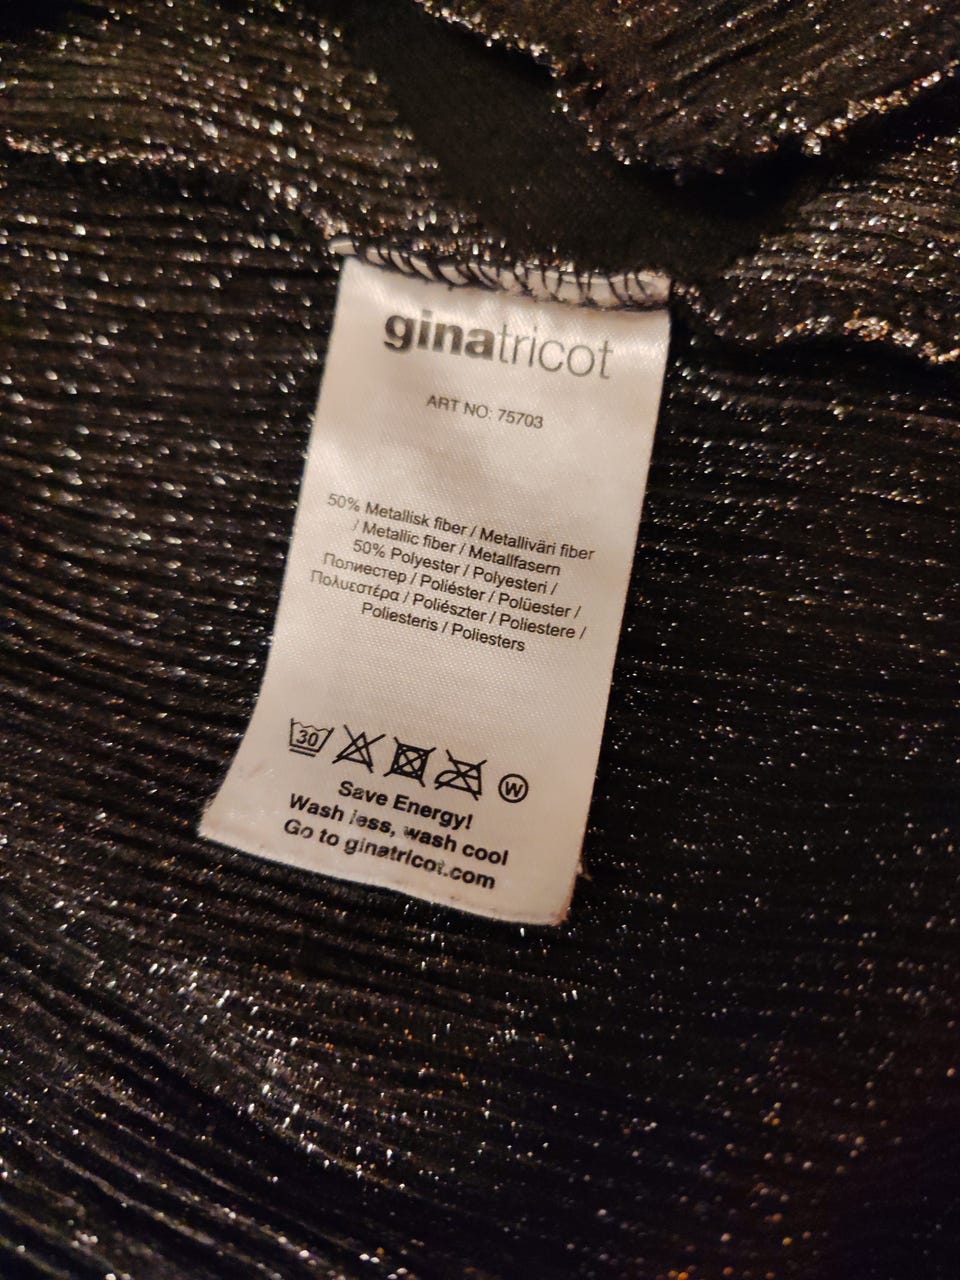 ginatricot
ART NO: 75703
50% Metallisk fiber / Metalliväri fiber
/ Metallic fiber / Metallfasern
50% Polyester / Polyesteri /
Полиестер / Poliéster / Polüester /
Πολυεστέρα / Poliészter / Poliestere /
Poliesteris / Poliesters
30
W
Save Energy!
Wash less, wash cool
Go to ginatricot.com